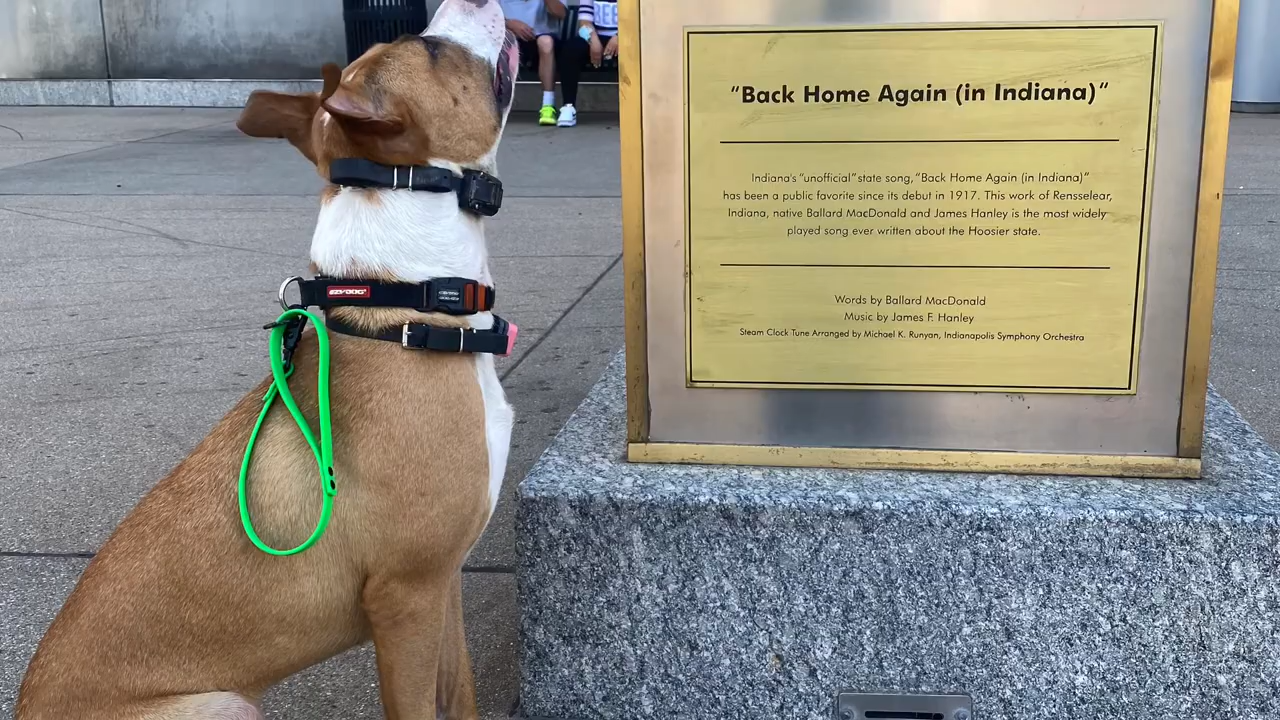 "Back Home Again (in Indiana)"
Indiana's "unofficial" state song, "Back Home Again (in Indiana)"
has been a public favorite since its debut in 1917. This work of Rensselear,
Indiana, native Ballard MacDonald and James Hanley is the most widely
played song ever written about the Hoosier state.
Words by Ballard MacDonald
Music by James F. Hanley
Steam Clock Tune Arranged by Michael K. Runyan, Indianapolis Symphony Orchestra
EZYDOG